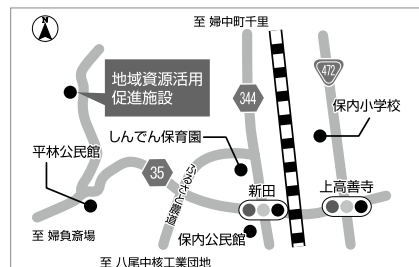 N
至 婦中町千里
地域資源活用
促進施設
344
472
保内小学校
しんでん保育園
平林公民館
35
ふるさと農道
新田
上高善寺
保内公民館
至 婦負斎場
至 八尾中核工業団地